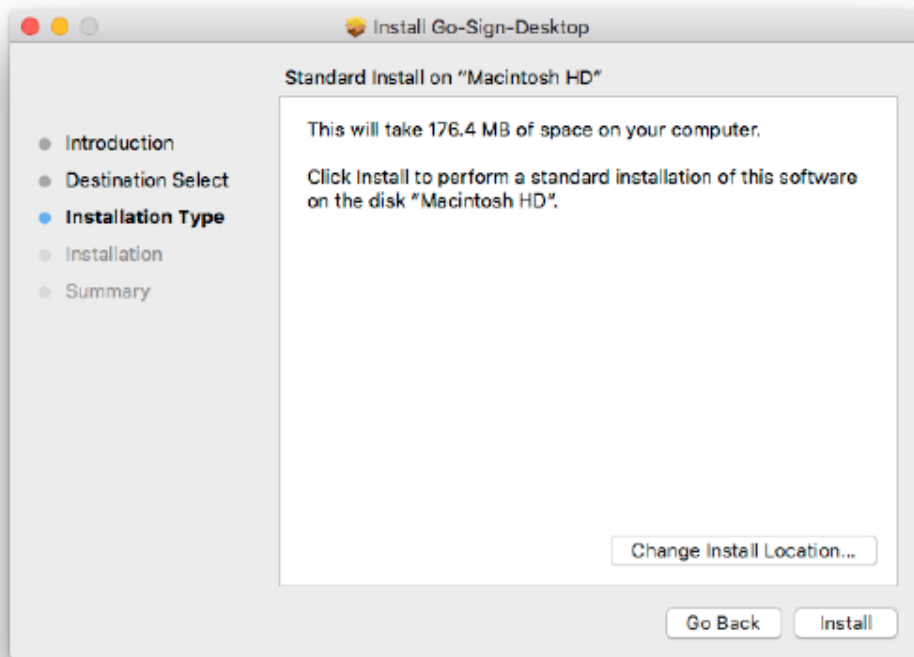 Install Go-Sign-Desktop
Standard Install on "Macintosh HD"
Introduction
Destination Select
Installation Type
Installation
Summary
This will take 176.4 MB of space on your computer.
Click Install to perform a standard installation of this software
on the disk "Macintosh HD".
Change Install Location...
Go Back
Install